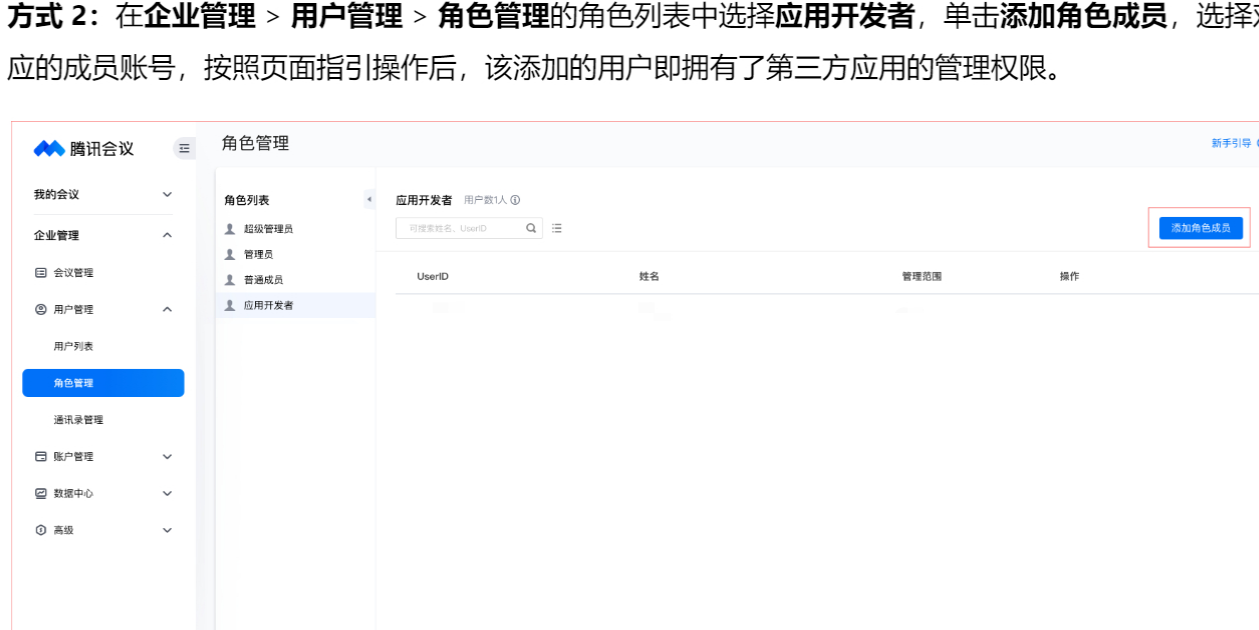 方式 2：在企业管理 > 用户管理 > 角色管理的角色列表中选择应用开发者，单击添加角色成员，选择
应的成员账号，按照页面指引操作后，该添加的用户即拥有了第三方应用的管理权限。
腾讯会议
角色管理
新手引导
我的会议
角色列表
应用开发者 用户数1人
超级管理员
可搜索姓名、UserID
添加角色成员
企业管理
管理员
会议管理
普通成员
UserID 姓名 管理范围 操作
用户管理
应用开发者
用户列表
角色管理
通讯录管理
账户管理
数据中心
高级